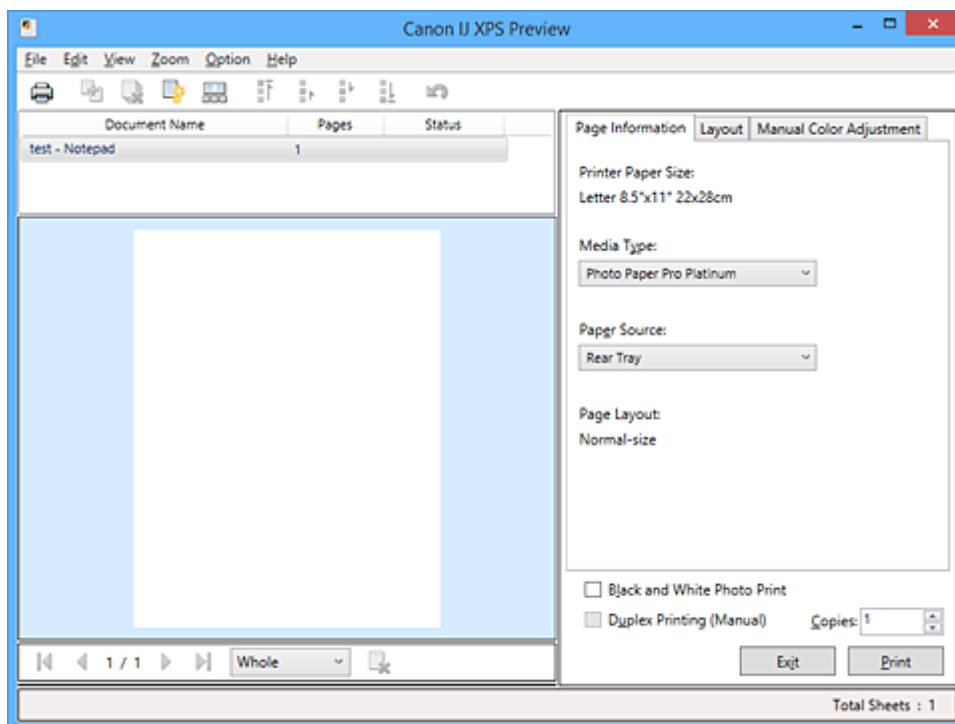 Canon IJ XPS Preview
File Edit View Zoom Option Help
Document Name Pages Status
test - Notepad 1
Page Information Layout Manual Color Adjustment
Printer Paper Size:
Letter 8.5"x11" 22x28cm
Media Type:
Photo Paper Pro Platinum
Paper Source:
Rear Tray
Page Layout:
Normal-size
Black and White Photo Print
Duplex Printing (Manual) Copies: 1
1 / 1 Whole
Exit Print
Total Sheets : 1